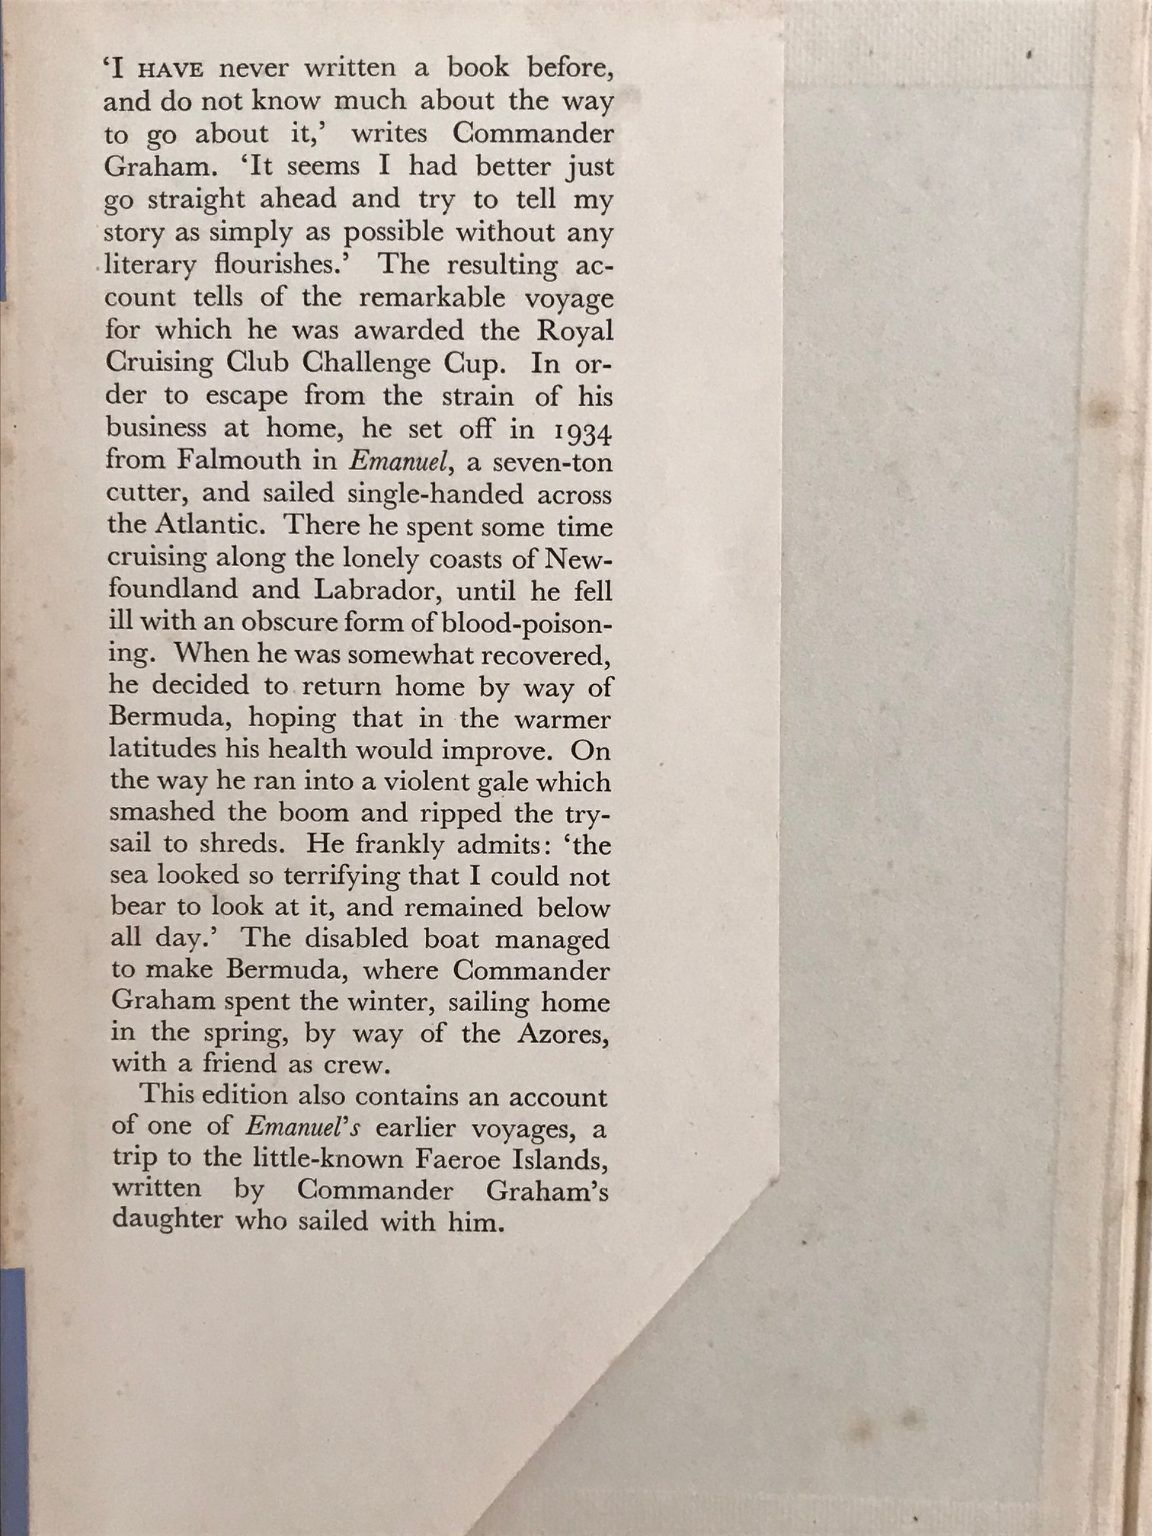 ‘I HAVE never written a book before,
and do not know much about the way
to go about it,’ writes Commander
Graham. ‘It seems I had better just
go straight ahead and try to tell my
story as simply as possible without any
literary flourishes.’ The resulting ac-
count tells of the remarkable voyage
for which he was awarded the Royal
Cruising Club Challenge Cup. In or-
der to escape from the strain of his
business at home, he set off in 1934
from Falmouth in Emanuel, a seven-ton
cutter, and sailed single-handed across
the Atlantic. There he spent some time
cruising along the lonely coasts of New-
foundland and Labrador, until he fell
ill with an obscure form of blood-poison-
ing. When he was somewhat recovered,
he decided to return home by way of
Bermuda, hoping that in the warmer
latitudes his health would improve. On
the way he ran into a violent gale which
smashed the boom and ripped the try-
sail to shreds. He frankly admits: ‘the
sea looked so terrifying that I could not
bear to look at it, and remained below
all day.’ The disabled boat managed
to make Bermuda, where Commander
Graham spent the winter, sailing home
in the spring, by way of the Azores,
with a friend as crew.
This edition also contains an account
of one of Emanuel’s earlier voyages, a
trip to the little-known Faeroe Islands,
written by Commander Graham’s
daughter who sailed with him.